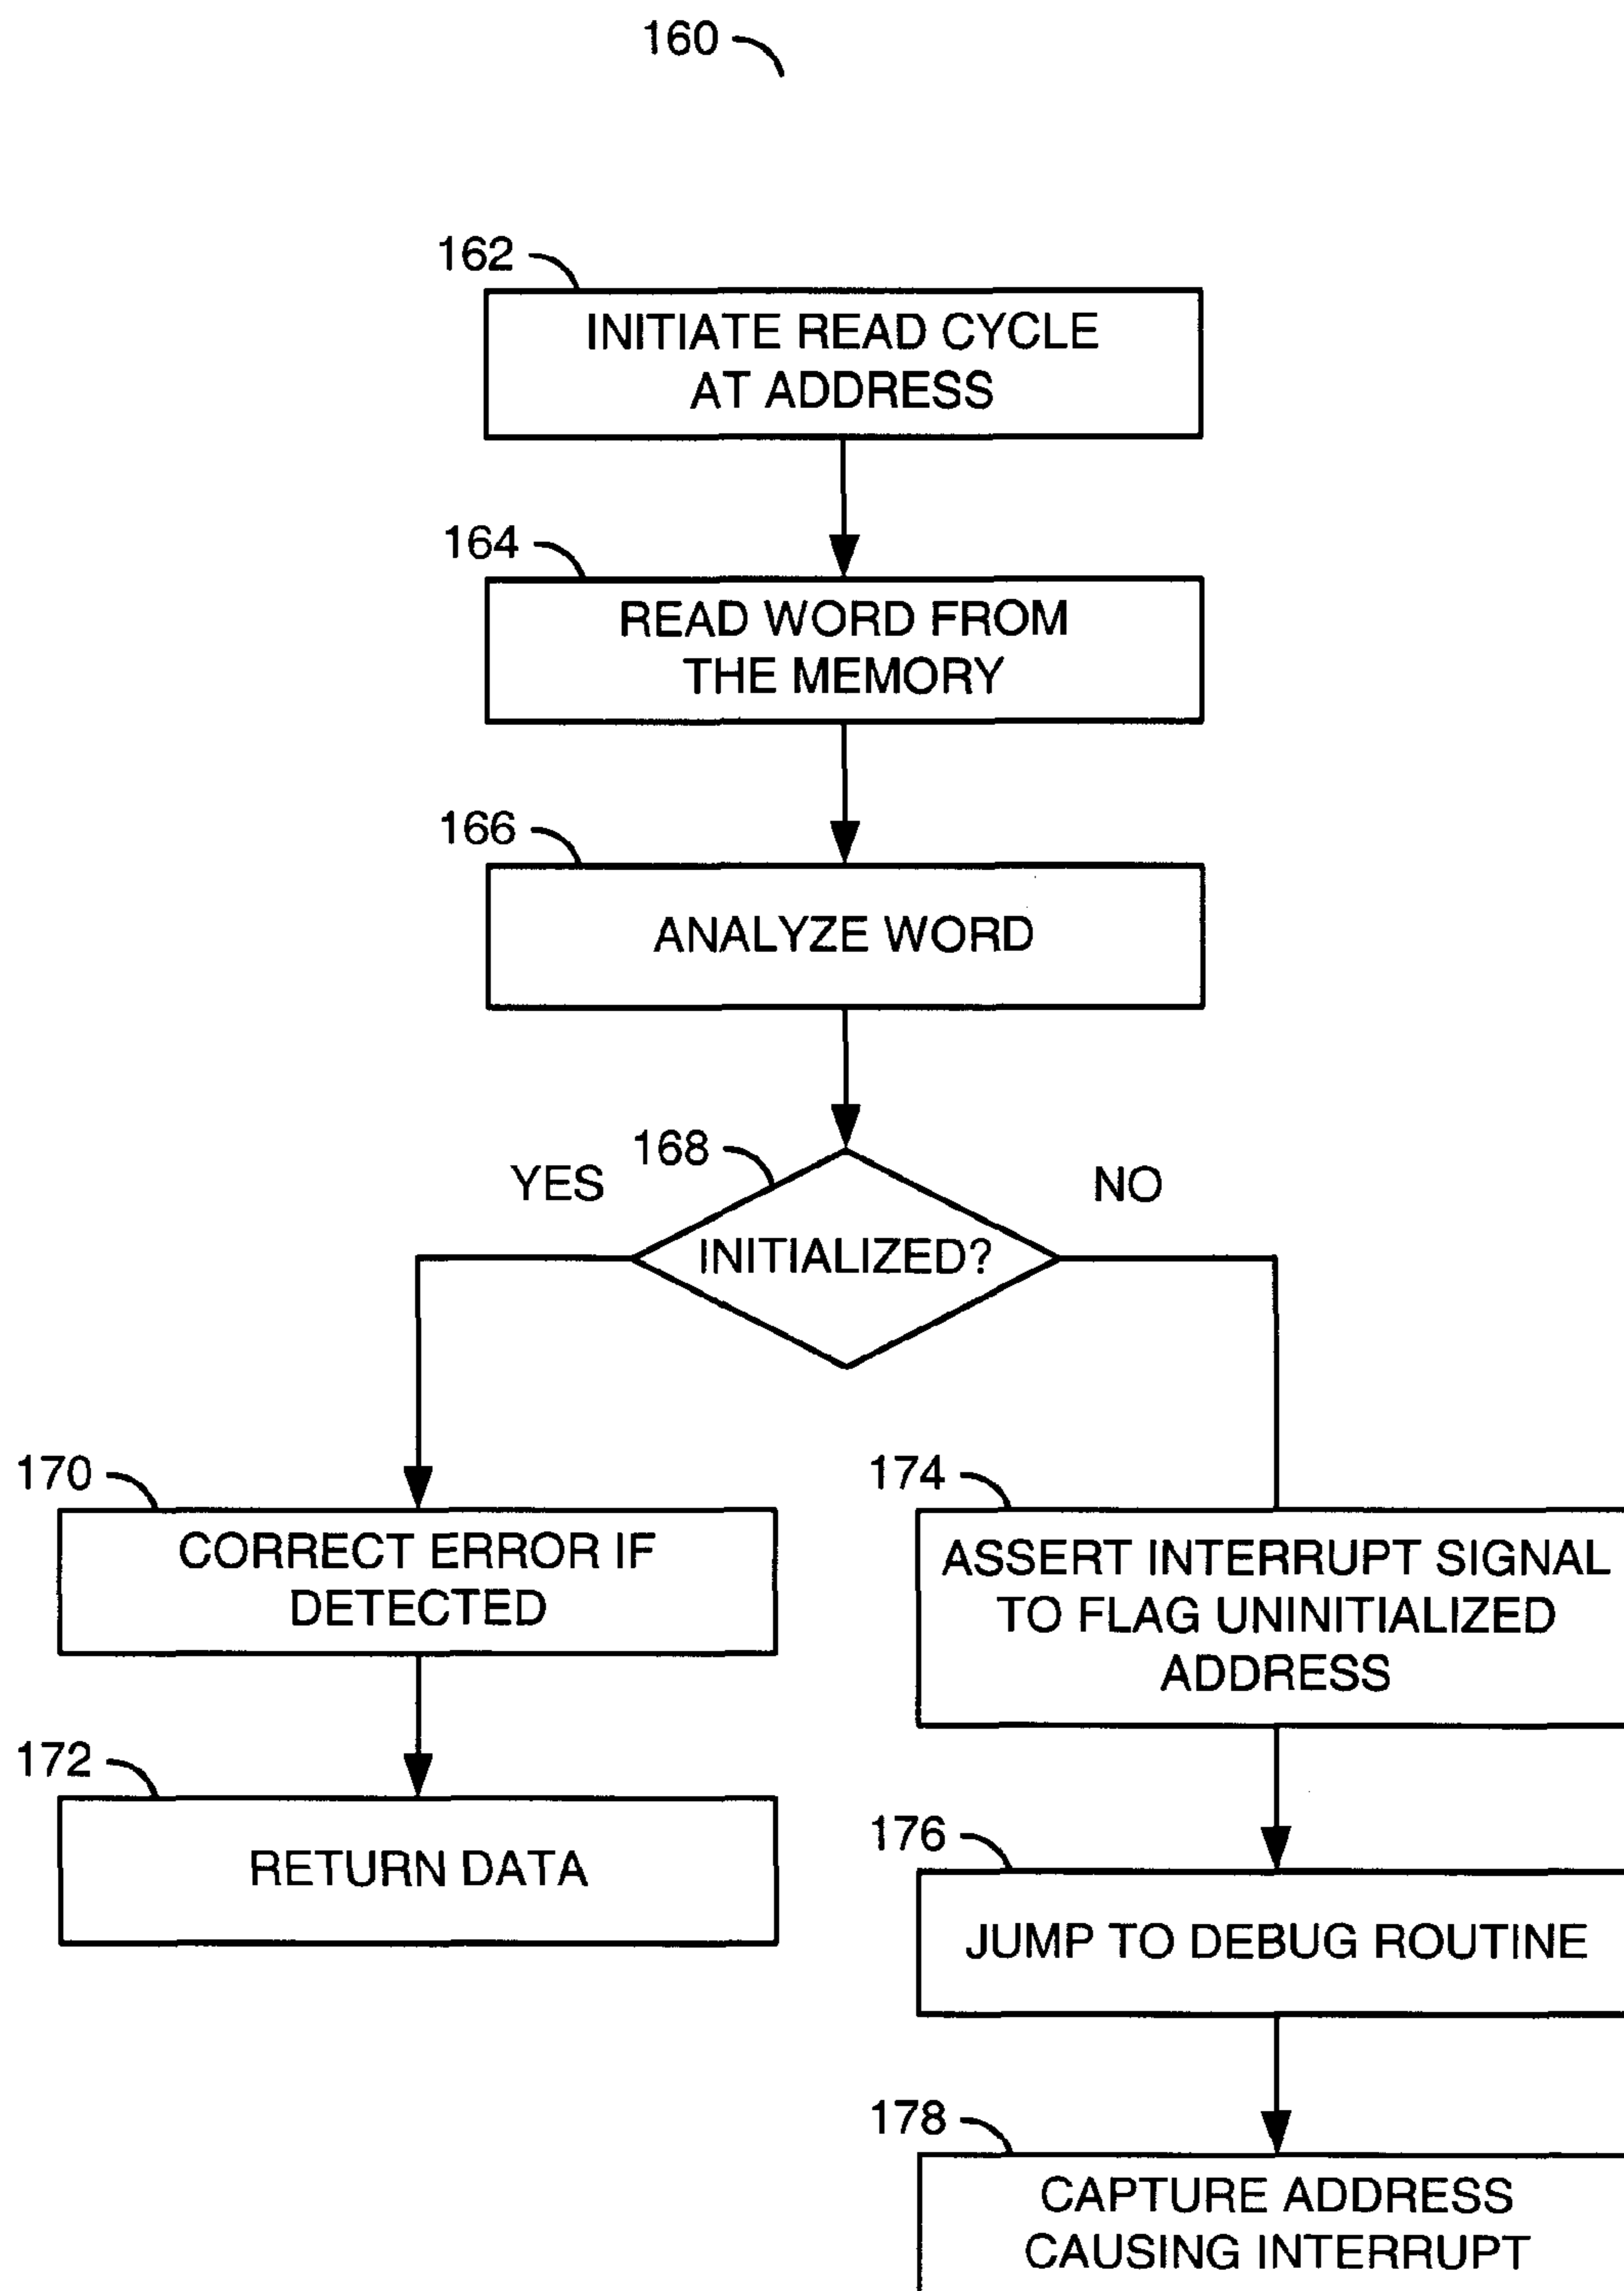 160
162
INITIATE READ CYCLE
AT ADDRESS
164
READ WORD FROM
THE MEMORY
166
ANALYZE WORD
168
YES
NO
INITIALIZED?
170
CORRECT ERROR IF
DETECTED
174
ASSERT INTERRUPT SIGNAL
TO FLAG UNINITIALIZED
ADDRESS
172
RETURN DATA
176
JUMP TO DEBUG ROUTINE
178
CAPTURE ADDRESS
CAUSING INTERRUPT